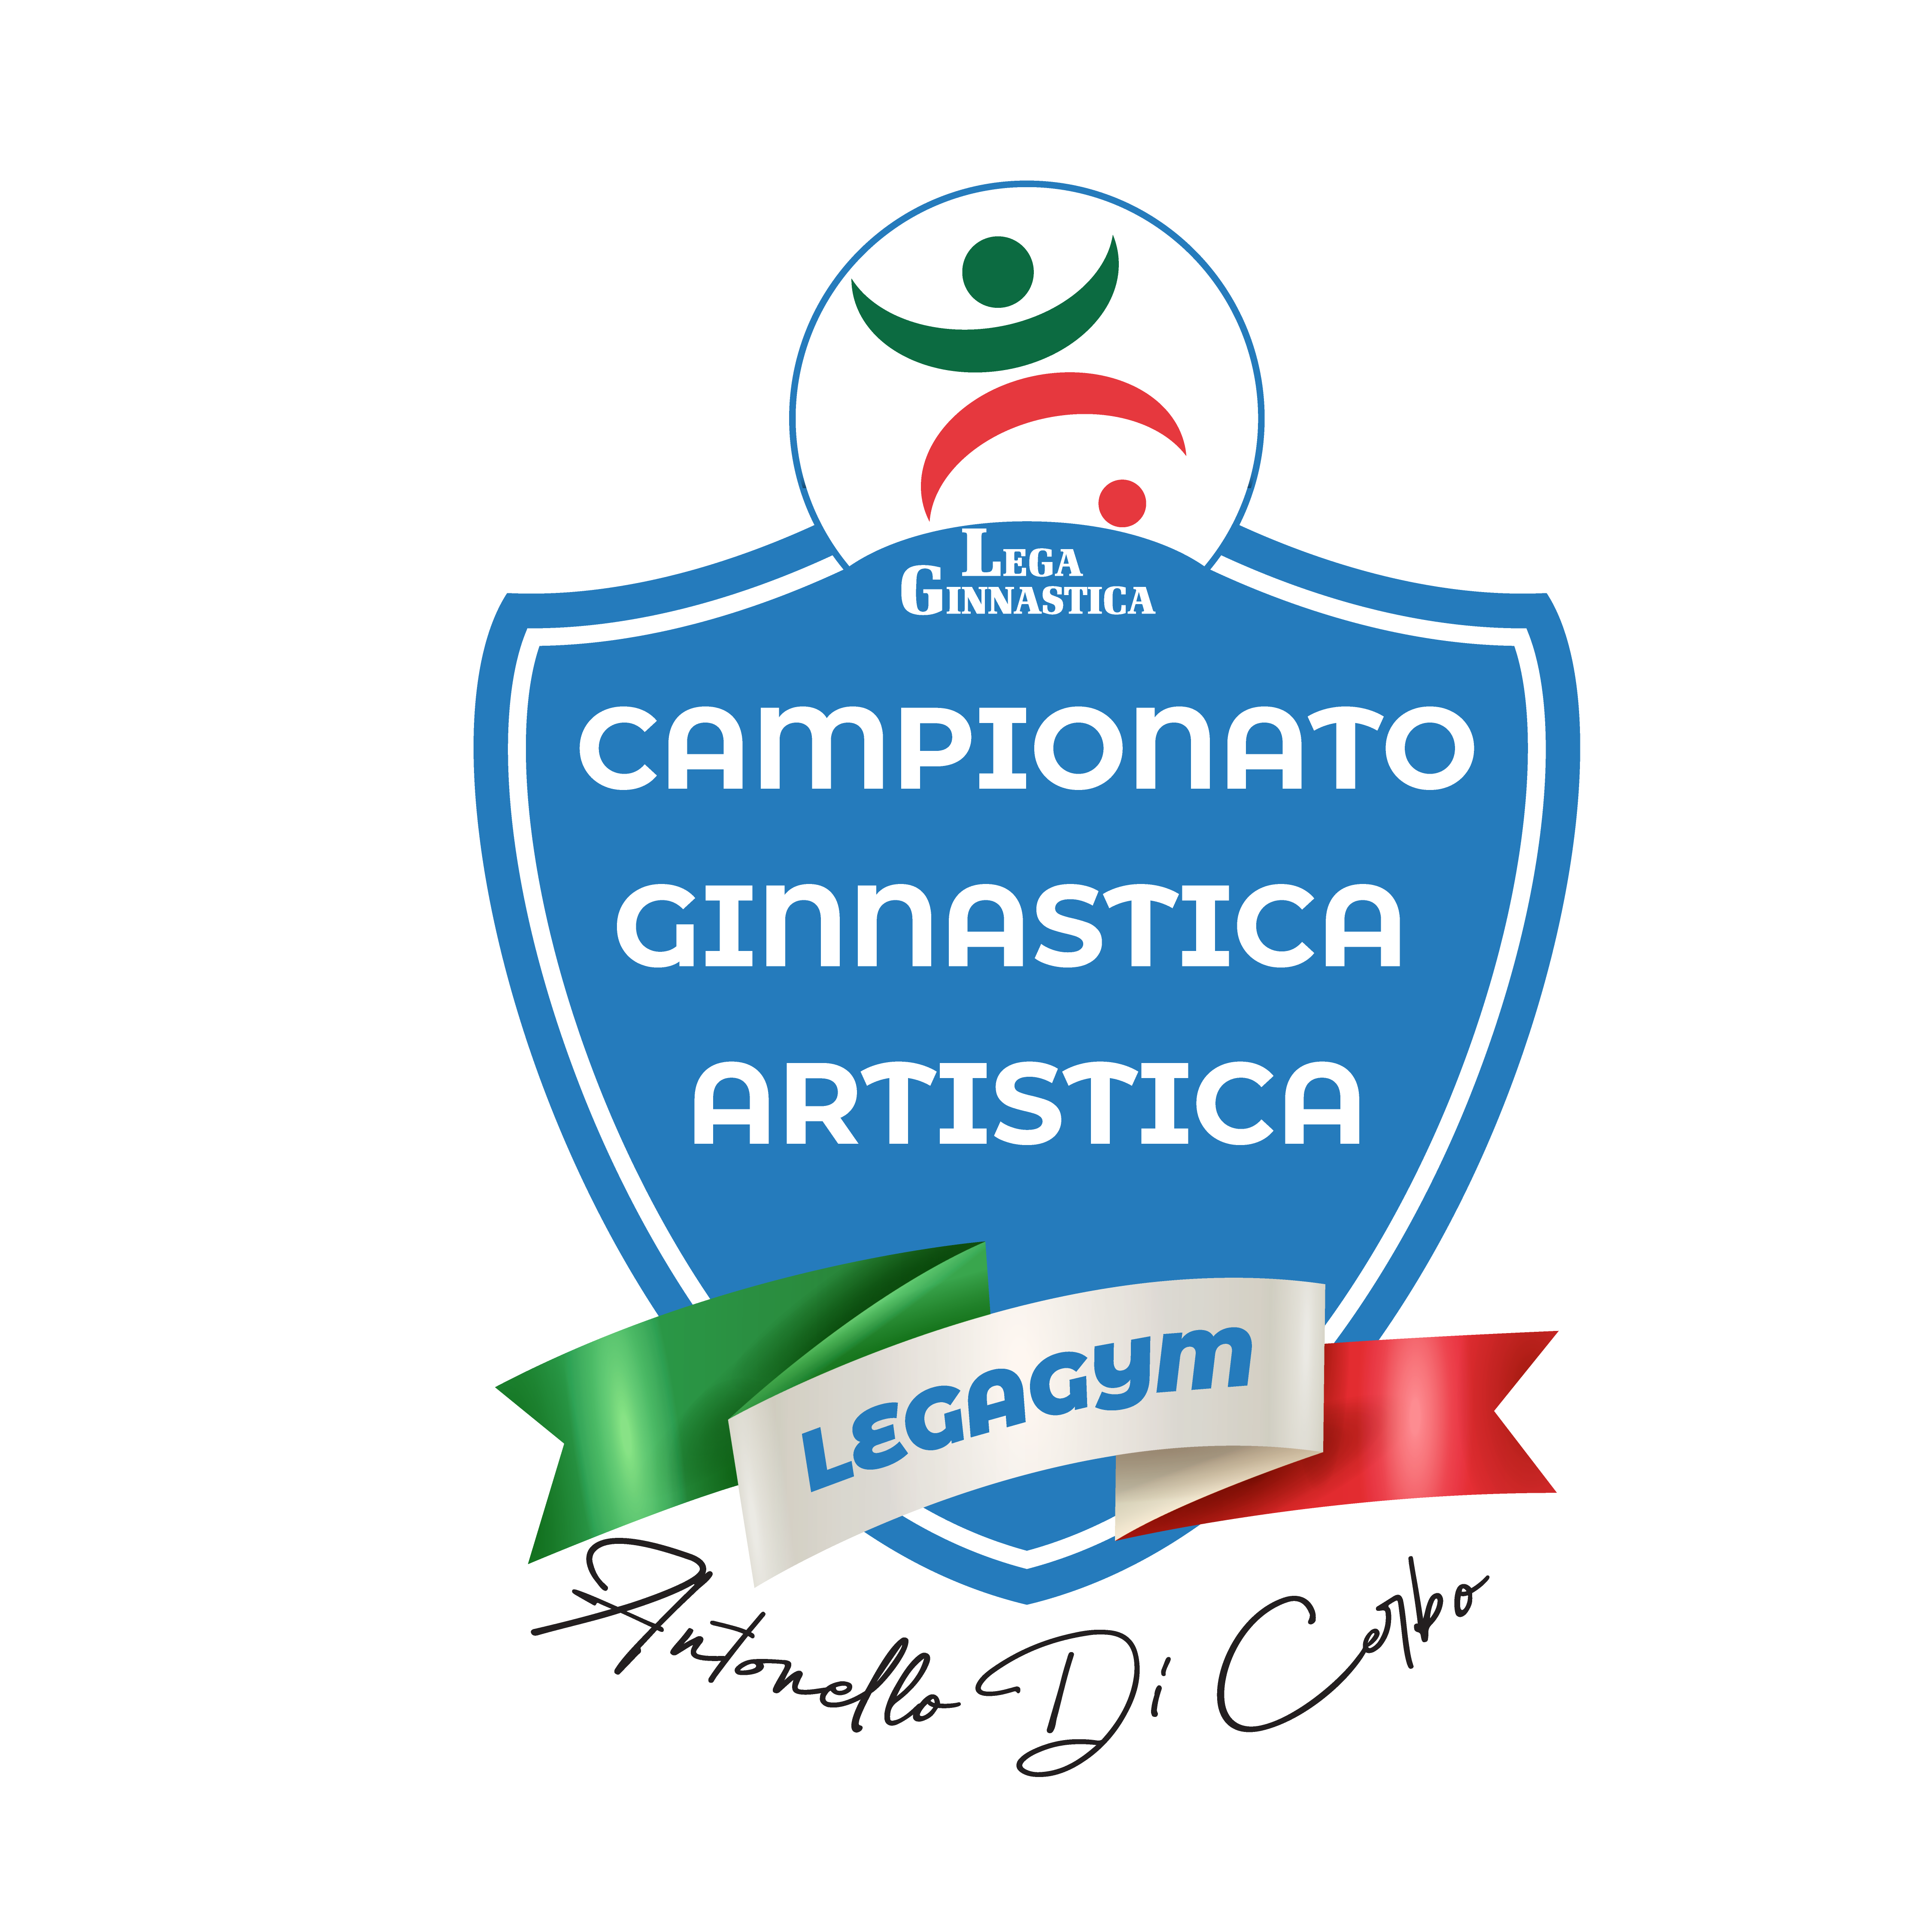 LEGA
GINNASTICA
CAMPIONATO
GINNASTICA
ARTISTICA
LEGAGYM
Antonello Di Cerbo